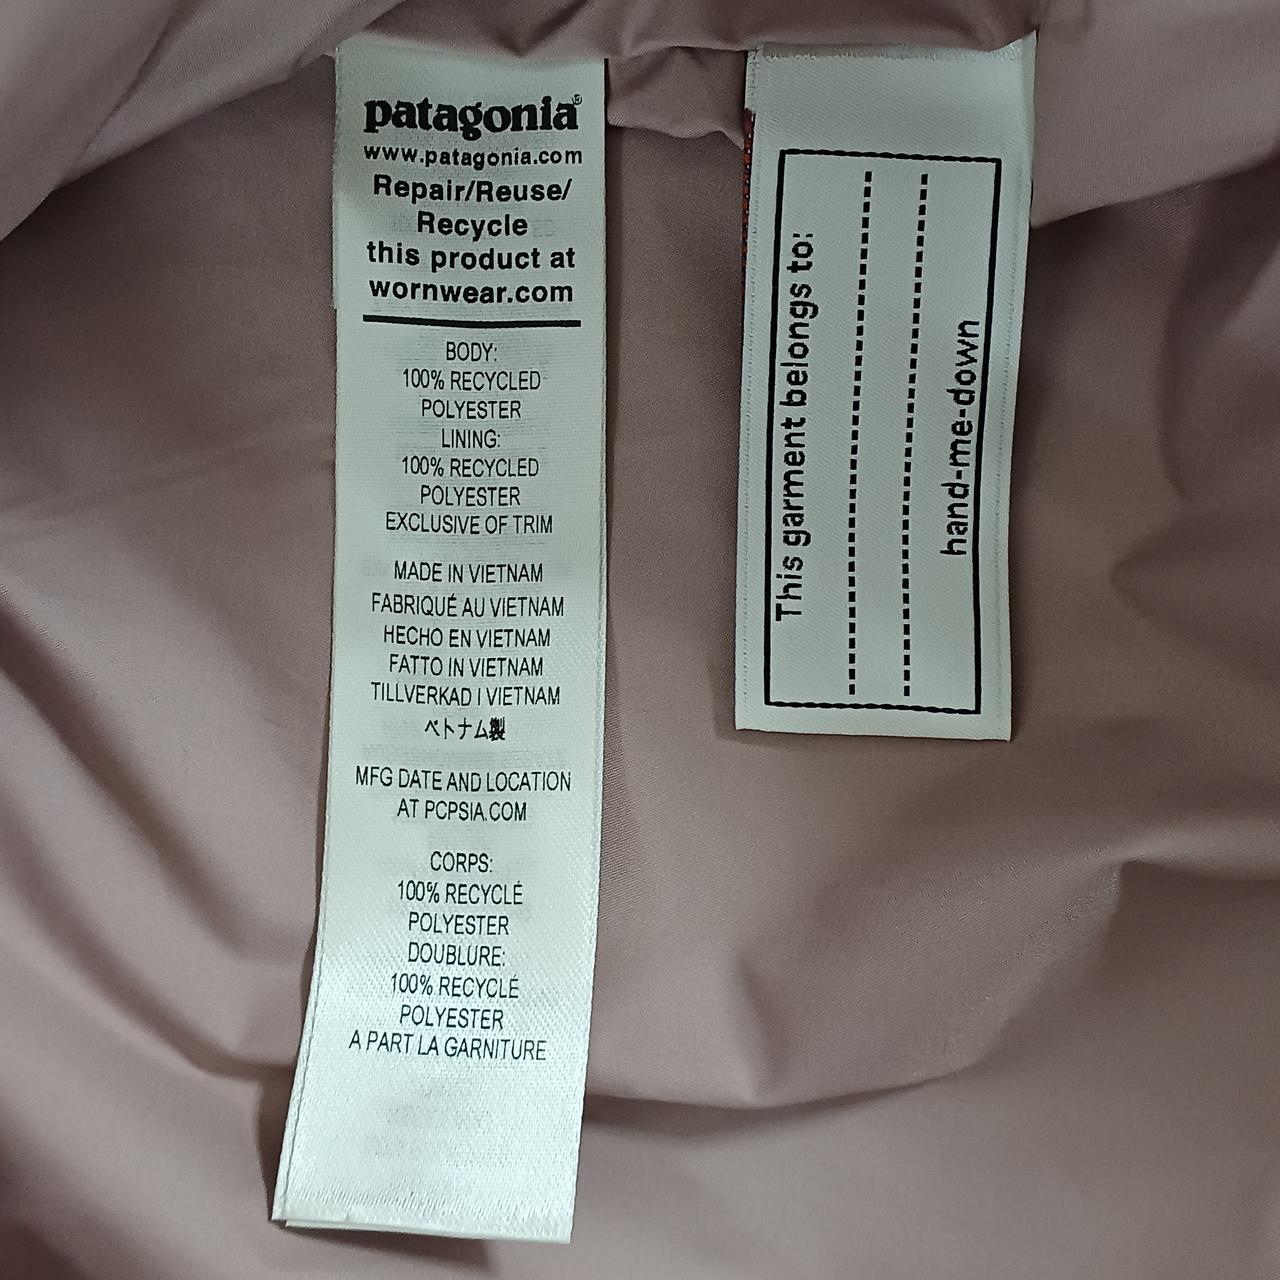 patagonia®
www.patagonia.com
Repair/Reuse/
Recycle
this product at
wornwear.com
BODY:
100% RECYCLED
POLYESTER
LINING:
100% RECYCLED
POLYESTER
EXCLUSIVE OF TRIM
MADE IN VIETNAM
FABRIQUÉ AU VIETNAM
HECHO EN VIETNAM
FATTO IN VIETNAM
TILLVERKAD I VIETNAM
ベトナム製
MFG DATE AND LOCATION
AT PCPSIA.COM
CORPS:
100% RECYCLÉ
POLYESTER
DOUBLURE:
100% RECYCLÉ
POLYESTER
A PART LA GARNITURE
This garment belongs to:
hand-me-down